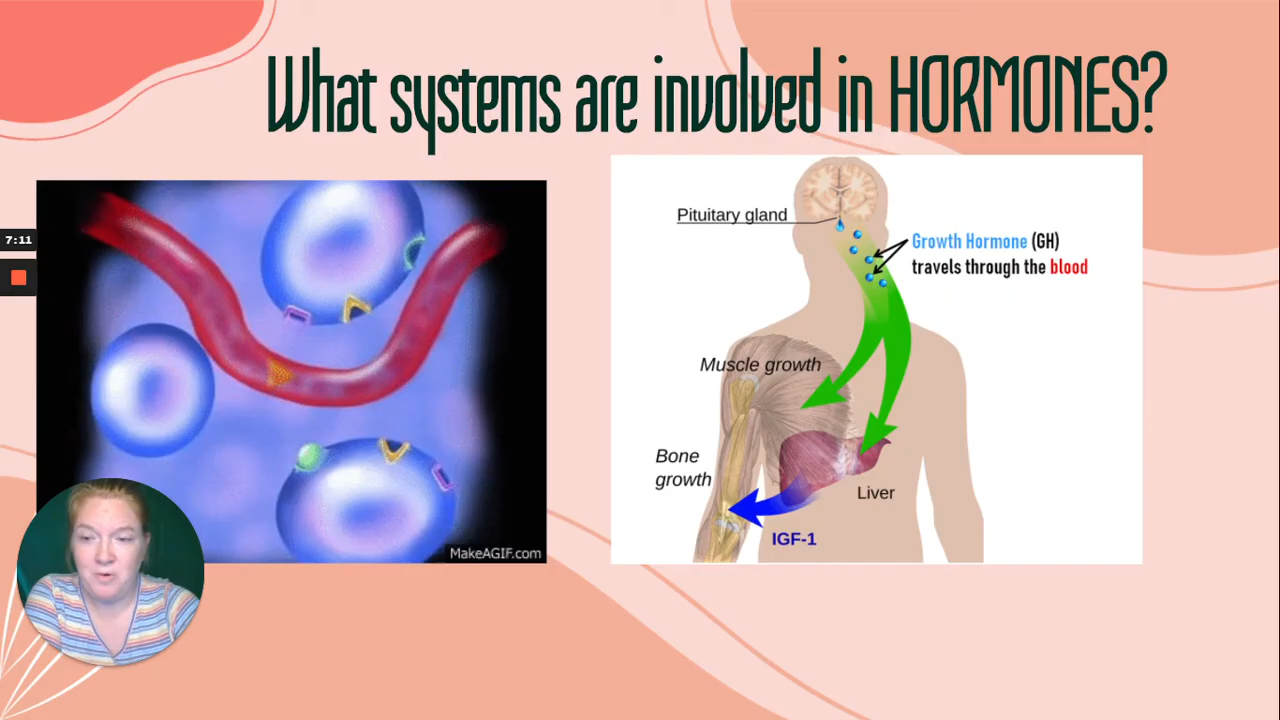 What systems are involved in HORMONES?
7:11
MakeAGIF.com
Pituitary gland
Growth Hormone (GH)
travels through the blood
Muscle growth
Bone
growth
Liver
IGF-1